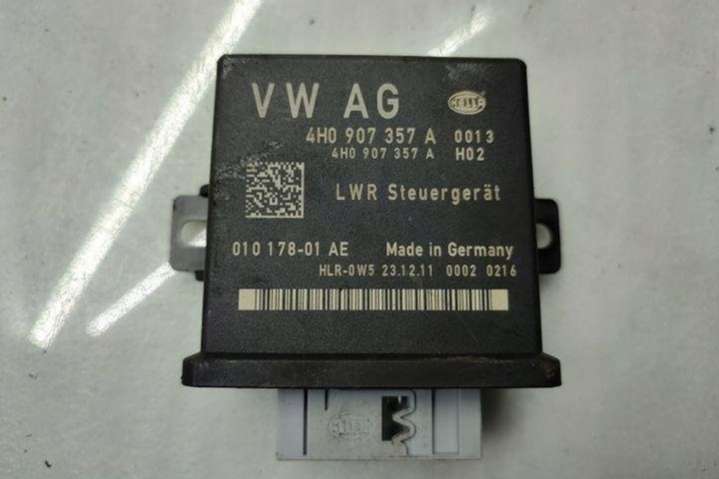 VW AG HELLA
4H0 907 357 A 0013
4H0 907 357 A H02
LWR Steuergerät
010 178-01 AE Made in Germany
HLR-0W5 23.12.11 0002 0216
HELLA